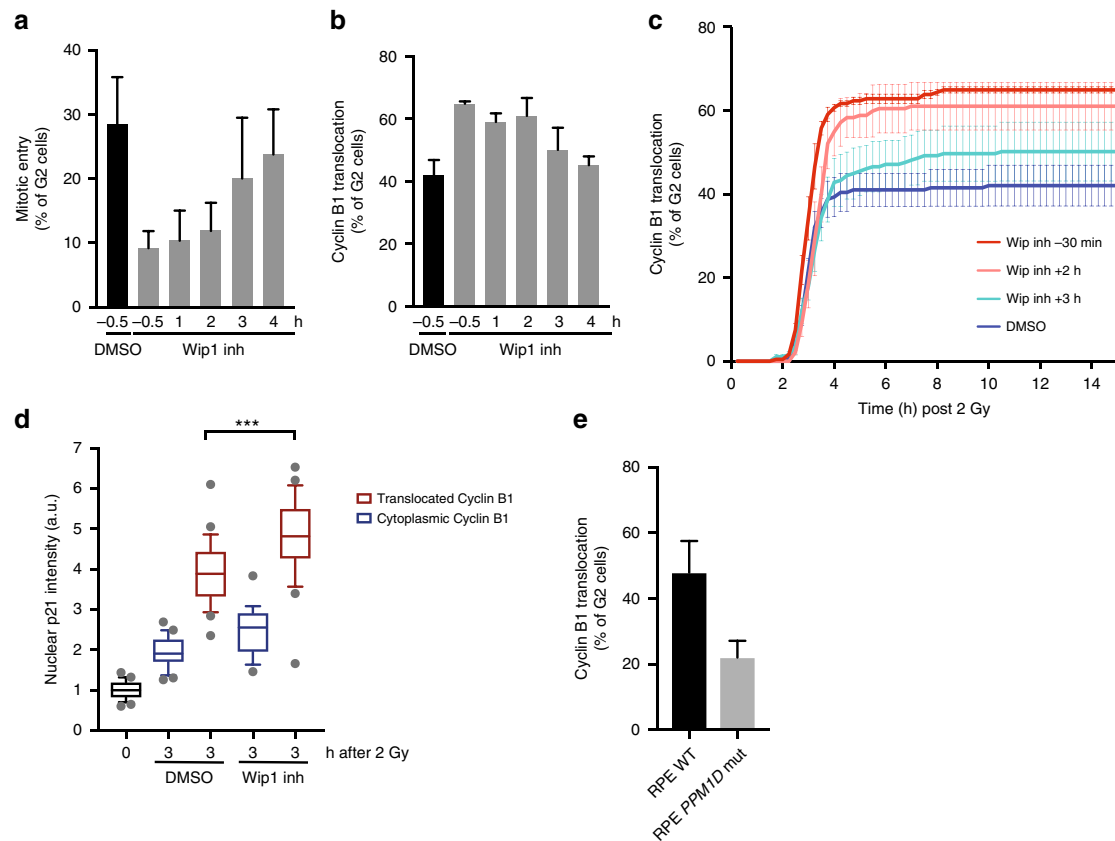 a
Mitotic entry
(% of G2 cells)
40
30
20
10
0
–0.5 –0.5 1 2 3 4 h
DMSO Wip1 inh
b
Cyclin B1 translocation
(% of G2 cells)
80
60
40
20
0
–0.5 –0.5 1 2 3 4 h
DMSO Wip1 inh
c
Cyclin B1 translocation
(% of G2 cells)
80
60
40
20
0
0 2 4 6 8 10 12 14
Time (h) post 2 Gy
Wip inh –30 min
Wip inh +2 h
Wip inh +3 h
DMSO
d
Nuclear p21 intensity (a.u.)
7
6
5
4
3
2
1
0
***
Translocated Cyclin B1
Cytoplasmic Cyclin B1
0 3 3 3 3 h after 2 Gy
DMSO Wip1 inh
e
Cyclin B1 translocation
(% of G2 cells)
80
60
40
20
0
RPE WT
RPE PPM1D mut